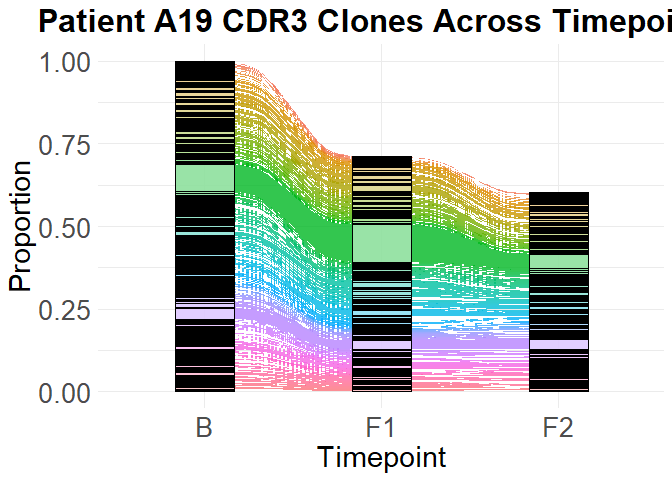 Patient A19 CDR3 Clones Across Timepoi
1.00
0.75
0.50
0.25
0.00
Proportion
B F1 F2
Timepoint